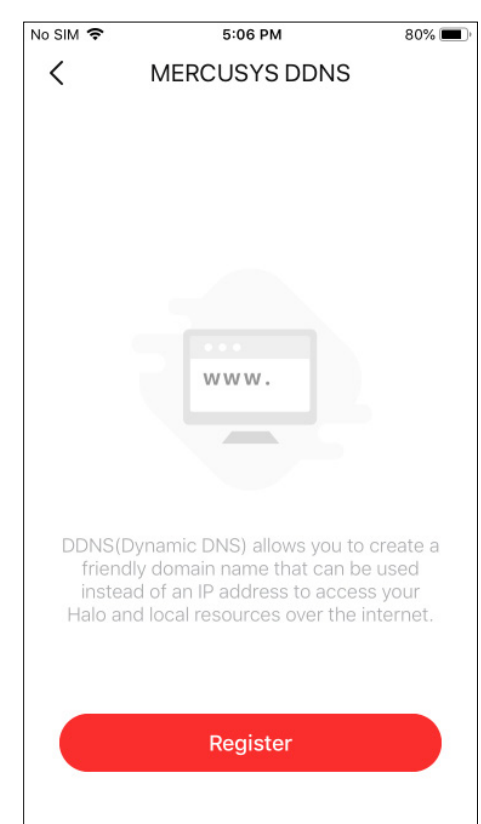 No SIM 5:06 PM 80%
MERCUSYS DDNS
www.
DDNS(Dynamic DNS) allows you to create a
friendly domain name that can be used
instead of an IP address to access your
Halo and local resources over the internet.
Register